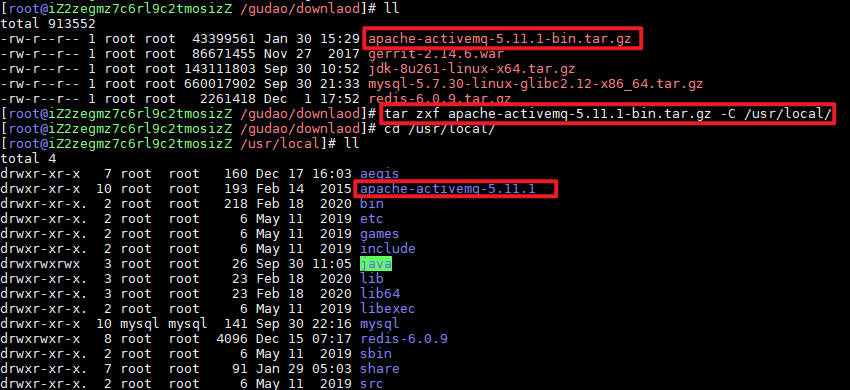 [root@iZ2zegmz7c6rl9c2tmosizZ /gudao/downlaod]# ll
total 913552
-rw-r--r-- 1 root root  43399561 Jan 30 15:29 apache-activemq-5.11.1-bin.tar.gz
-rw-r--r-- 1 root root  86671455 Nov 27  2017 gerrit-2.14.6.war
-rw-r--r-- 1 root root 143111803 Sep 30 10:52 jdk-8u261-linux-x64.tar.gz
-rw-r--r-- 1 root root 660017902 Sep 30 21:33 mysql-5.7.30-linux-glibc2.12-x86_64.tar.gz
-rw-r--r-- 1 root root   2261418 Dec  1 17:52 redis-6.0.9.tar.gz
[root@iZ2zegmz7c6rl9c2tmosizZ /gudao/downlaod]# tar zxf apache-activemq-5.11.1-bin.tar.gz -C /usr/local/
[root@iZ2zegmz7c6rl9c2tmosizZ /gudao/downlaod]# cd /usr/local/
[root@iZ2zegmz7c6rl9c2tmosizZ /usr/local]# ll
total 4
drwxr-xr-x   7 root  root   160 Dec 17 16:03 aegis
drwxr-xr-x  10 root  root   193 Feb 14  2015 apache-activemq-5.11.1
drwxr-xr-x.  2 root  root   218 Feb 18  2020 bin
drwxr-xr-x.  2 root  root     6 May 11  2019 etc
drwxr-xr-x.  2 root  root     6 May 11  2019 games
drwxr-xr-x.  2 root  root     6 May 11  2019 include
drwxrwxrwx   3 root  root    26 Sep 30 11:05 java
drwxr-xr-x.  3 root  root    23 Feb 18  2020 lib
drwxr-xr-x.  3 root  root    23 Feb 18  2020 lib64
drwxr-xr-x.  2 root  root     6 May 11  2019 libexec
drwxr-xr-x  10 mysql mysql  141 Sep 30 22:16 mysql
drwxrwxr-x   8 root  root  4096 Dec 15 07:17 redis-6.0.9
drwxr-xr-x.  2 root  root     6 May 11  2019 sbin
drwxr-xr-x.  7 root  root    91 Jan 29 05:03 share
drwxr-xr-x.  2 root  root     6 May 11  2019 src